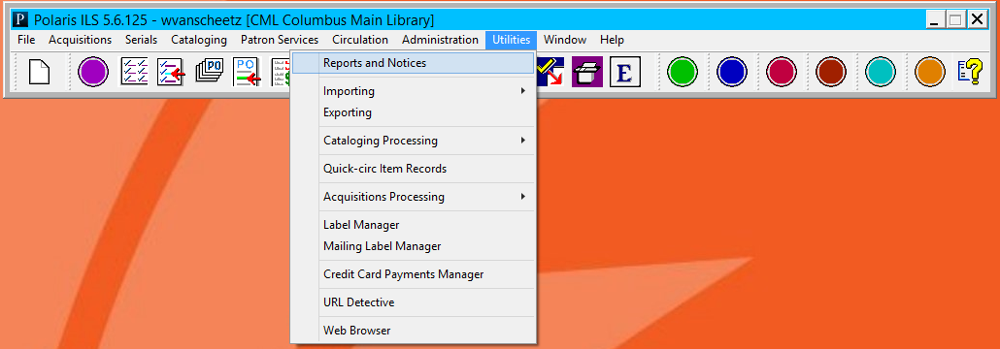 Polaris ILS 5.6.125 - wvanscheetz [CML Columbus Main Library]
File Acquisitions Serials Cataloging Patron Services Circulation Administration Utilities Window Help
PO
PO
E
Reports and Notices
Importing
Exporting
Cataloging Processing
Quick-circ Item Records
Acquisitions Processing
Label Manager
Mailing Label Manager
Credit Card Payments Manager
URL Detective
Web Browser